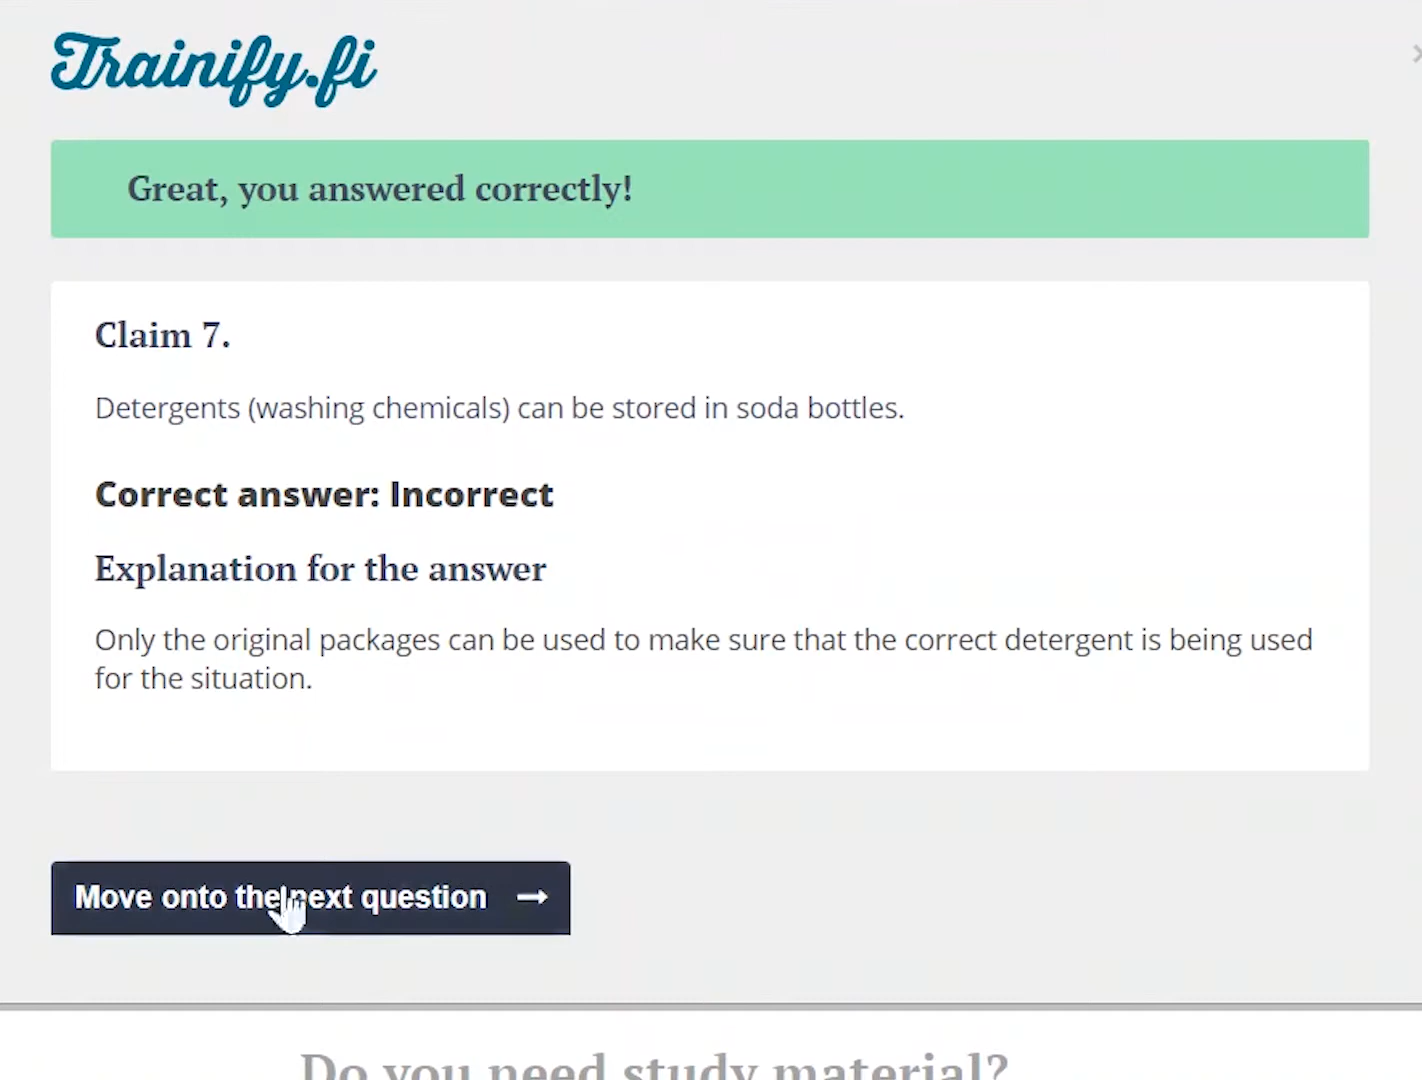 Trainify.fi
Great, you answered correctly!
Claim 7.
Detergents (washing chemicals) can be stored in soda bottles.
Correct answer: Incorrect
Explanation for the answer
Only the original packages can be used to make sure that the correct detergent is being used
for the situation.
Move onto the next question →
Do you need study material?